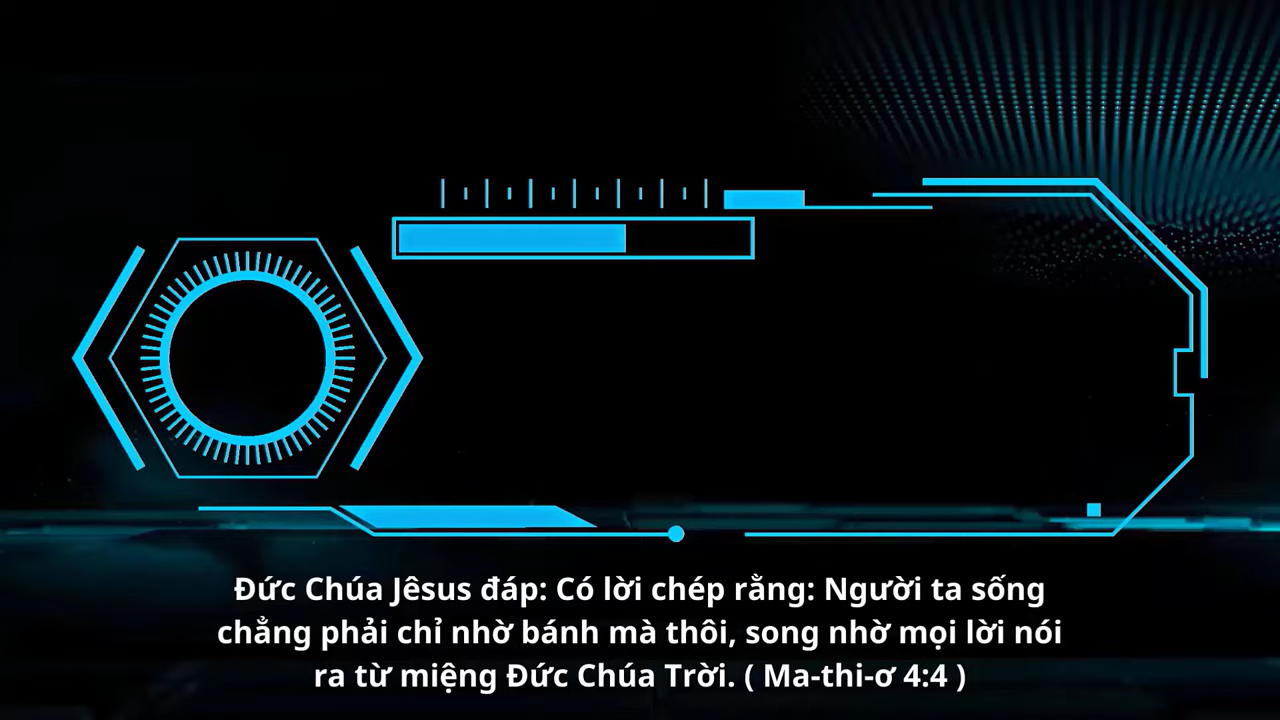 Đức Chúa Jêsus đáp: Có lời chép rằng: Người ta sống
chẳng phải chỉ nhờ bánh mà thôi, song nhờ mọi lời nói
ra từ miệng Đức Chúa Trời. ( Ma-thi-ơ 4:4 )